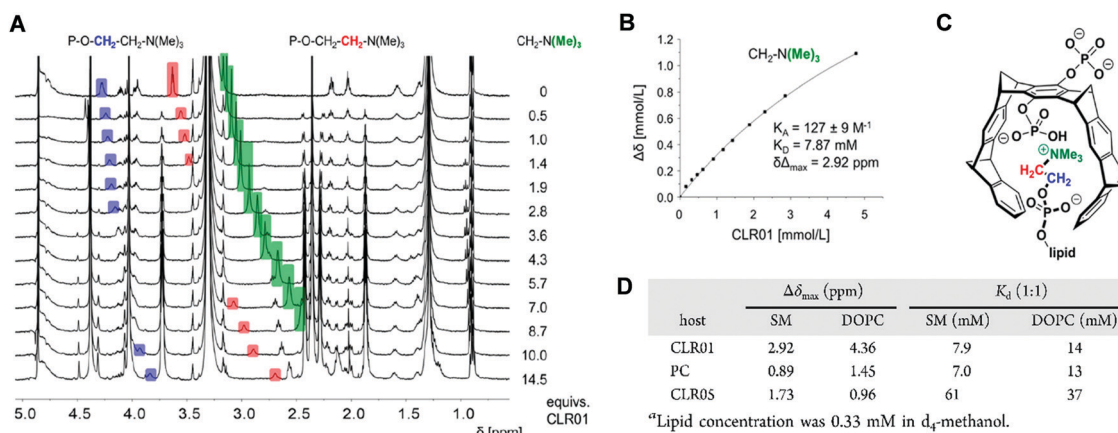 A
P-O-CH2-CH2-N(Me)3
P-O-CH2-CH2-N(Me)3
CH2-N(Me)3
0
0.5
1.0
1.4
1.9
2.8
3.6
4.3
5.7
7.0
8.7
10.0
14.5
5.0 4.5 4.0 3.5 3.0 2.5 2.0 1.5 1.0
equivs.
CLR01
δ [ppm]
B
CH2-N(Me)3
1.2
1.0
0.8
0.6
0.4
0.2
0.0
Δδ [mmol/L]
KA = 127 ± 9 M-1
KD = 7.87 mM
δΔmax = 2.92 ppm
0 1 2 3 4 5
CLR01 [mmol/L]
C
O
O
P
O
⊖
⊖
O
O
⊖O-P-OH
⊕
NMe3
H2C
CH2
O
O=P-O⊖
O
lipid
D
Δδmax (ppm) Kd (1:1)
host SM DOPC SM (mM) DOPC (mM)
CLR01 2.92 4.36 7.9 14
PC 0.89 1.45 7.0 13
CLR0S 1.73 0.96 61 37
aLipid concentration was 0.33 mM in d4-methanol.